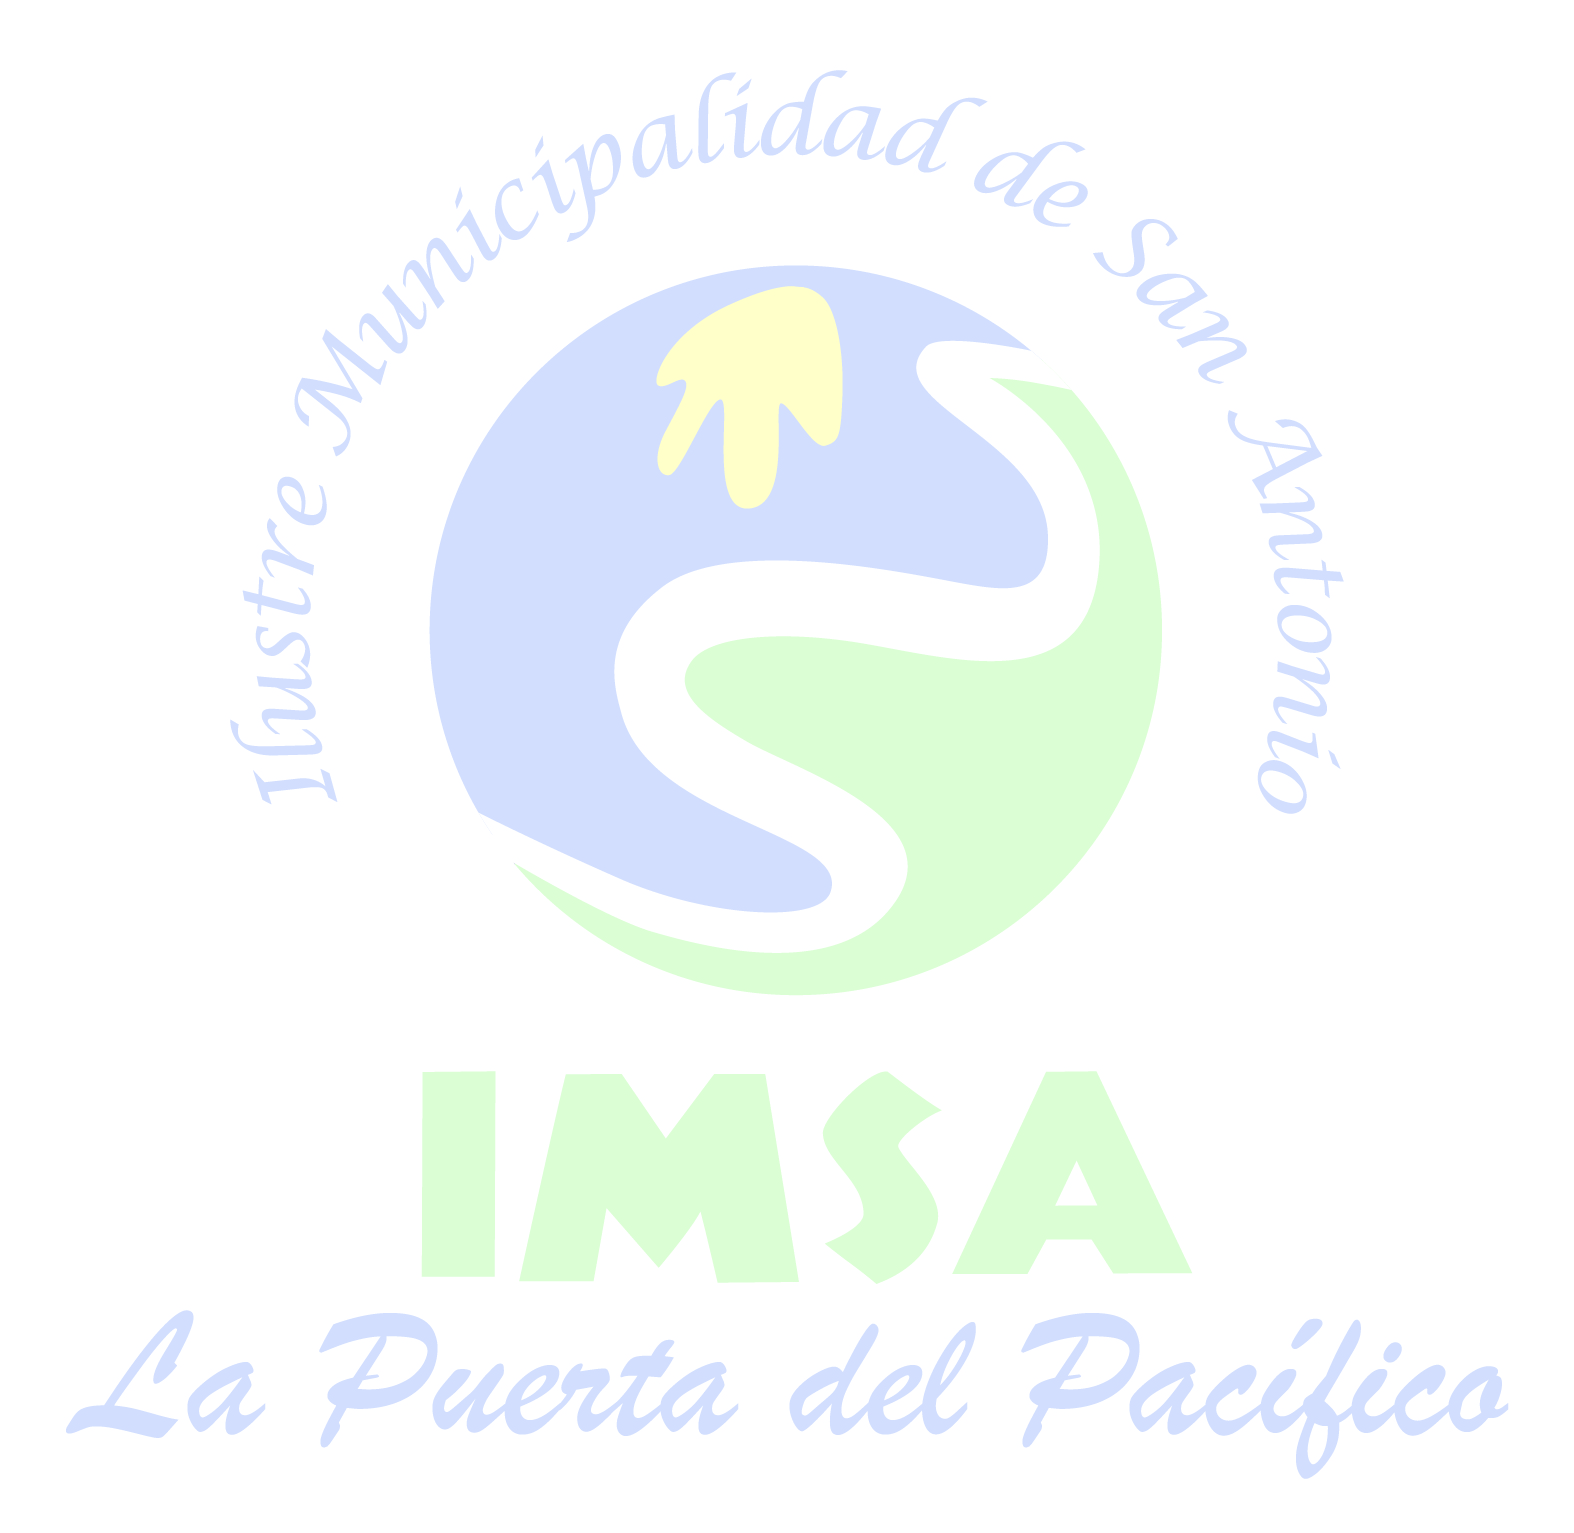 Ilustre Municipalidad de San Antonio
IMSA
La Puerta del Pacífico